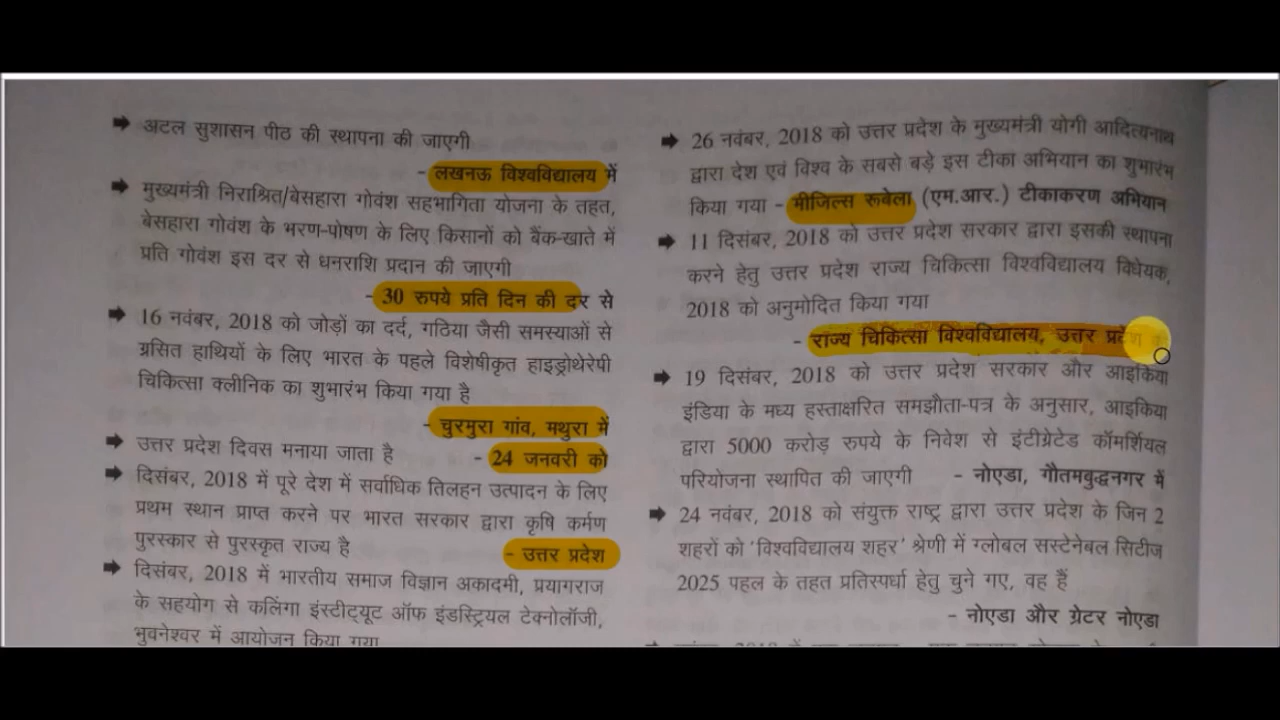 ➡ अटल सुशासन पीठ की स्थापना की जाएगी
- लखनऊ विश्वविद्यालय में
➡ मुख्यमंत्री निराश्रित/बेसहारा गोवंश सहभागिता योजना के तहत,
बेसहारा गोवंश के भरण-पोषण के लिए किसानों को बैंक-खाते में
प्रति गोवंश इस दर से धनराशि प्रदान की जाएगी
- 30 रुपये प्रति दिन की दर से
➡ 16 नवंबर, 2018 को जोड़ों का दर्द, गठिया जैसी समस्याओं से
ग्रसित हाथियों के लिए भारत के पहले विशेषीकृत हाइड्रोथेरेपी
चिकित्सा क्लीनिक का शुभारंभ किया गया है
- चुरमुरा गांव, मथुरा में
➡ उत्तर प्रदेश दिवस मनाया जाता है - 24 जनवरी को
➡ दिसंबर, 2018 में पूरे देश में सर्वाधिक तिलहन उत्पादन के लिए
प्रथम स्थान प्राप्त करने पर भारत सरकार द्वारा कृषि कर्मण
पुरस्कार से पुरस्कृत राज्य है - उत्तर प्रदेश
➡ दिसंबर, 2018 में भारतीय समाज विज्ञान अकादमी, प्रयागराज
के सहयोग से कलिंगा इंस्टीट्यूट ऑफ इंडस्ट्रियल टेक्नोलॉजी,
भुवनेश्वर में आयोजन किया गया
➡ 26 नवंबर, 2018 को उत्तर प्रदेश के मुख्यमंत्री योगी आदित्यनाथ
द्वारा देश एवं विश्व के सबसे बड़े इस टीका अभियान का शुभारंभ
किया गया - मीजिल्स रूबेला (एम.आर.) टीकाकरण अभियान
➡ 11 दिसंबर, 2018 को उत्तर प्रदेश सरकार द्वारा इसकी स्थापना
करने हेतु उत्तर प्रदेश राज्य चिकित्सा विश्वविद्यालय विधेयक,
2018 को अनुमोदित किया गया
- राज्य चिकित्सा विश्वविद्यालय, उत्तर प्रदेश
➡ 19 दिसंबर, 2018 को उत्तर प्रदेश सरकार और आइकिया
इंडिया के मध्य हस्ताक्षरित समझौता-पत्र के अनुसार, आइकिया
द्वारा 5000 करोड़ रुपये के निवेश से इंटीग्रेटेड कॉमर्शियल
परियोजना स्थापित की जाएगी - नोएडा, गौतमबुद्धनगर में
➡ 24 नवंबर, 2018 को संयुक्त राष्ट्र द्वारा उत्तर प्रदेश के जिन 2
शहरों को 'विश्वविद्यालय शहर' श्रेणी में ग्लोबल सस्टेनेबल सिटीज
2025 पहल के तहत प्रतिस्पर्धा हेतु चुने गए, वह हैं
- नोएडा और ग्रेटर नोएडा